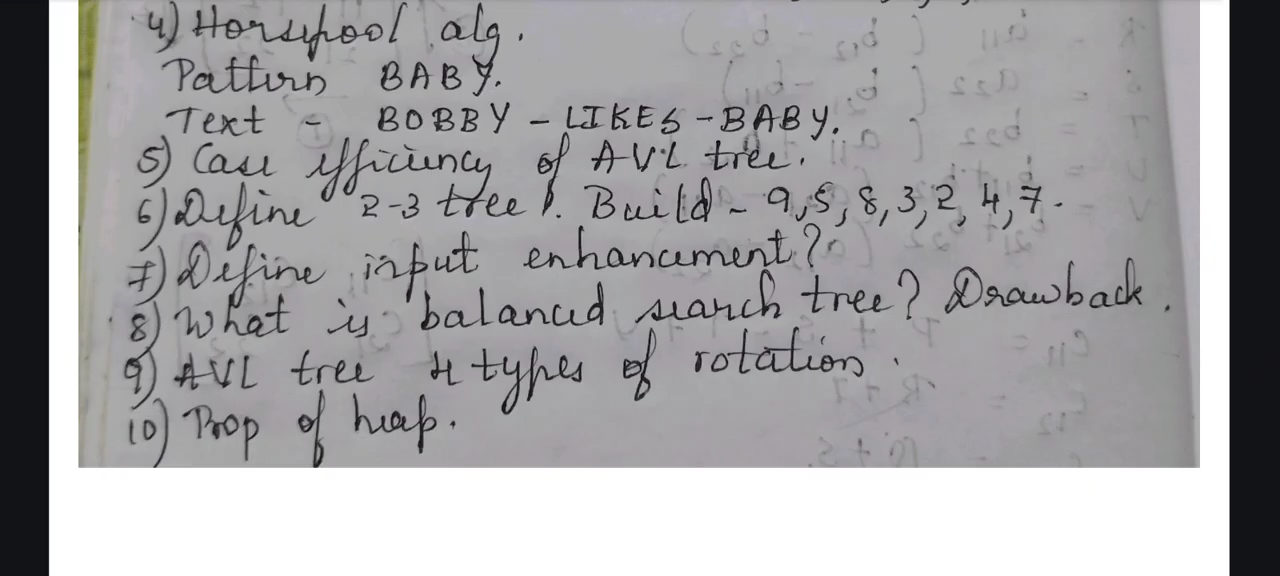 4) Horspool alg.
Pattern BABY.
Text - BOBBY - LIKES - BABY.
5) Case efficiency of AVL tree.
6) Define 2-3 tree. Build - 9, 5, 8, 3, 2, 4, 7.
7) Define input enhancement?
8) What is balanced search tree? Drawback.
9) AVL tree 4 types of rotation.
10) Prop of heap.